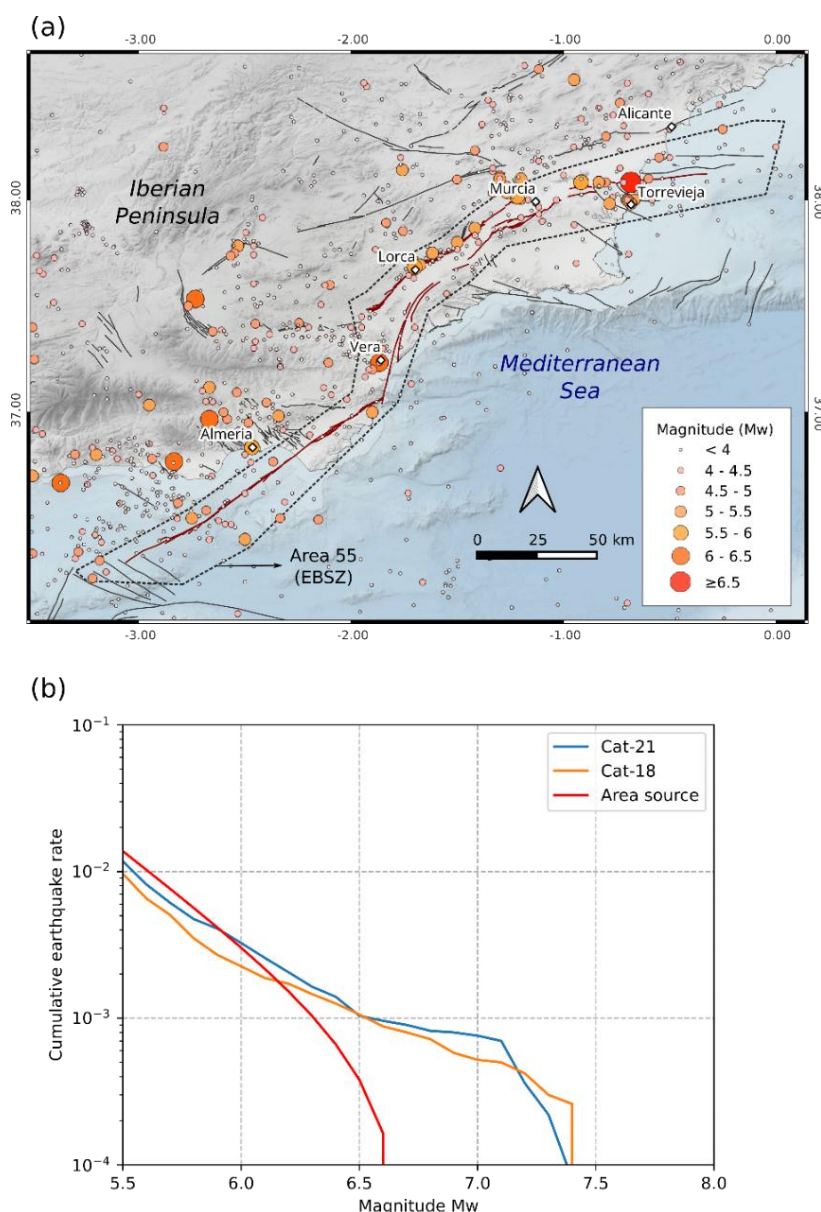 (a)
-3.00 -2.00 -1.00 0.00
Alicante
38.00 38.00
Iberian
Peninsula
Murcia
Torrevieja
Lorca
Vera
Mediterranean
Sea
37.00 37.00
Almeria
Magnitude (Mw)
< 4
4 - 4.5
4.5 - 5
5 - 5.5
5.5 - 6
6 - 6.5
≥6.5
0 25 50 km
Area 55
(EBSZ)
-3.00 -2.00 -1.00 0.00
(b)
10⁻¹
Cat-21
Cat-18
Area source
10⁻²
Cumulative earthquake rate
10⁻³
10⁻⁴
5.5 6.0 6.5 7.0 7.5 8.0
Magnitude Mw